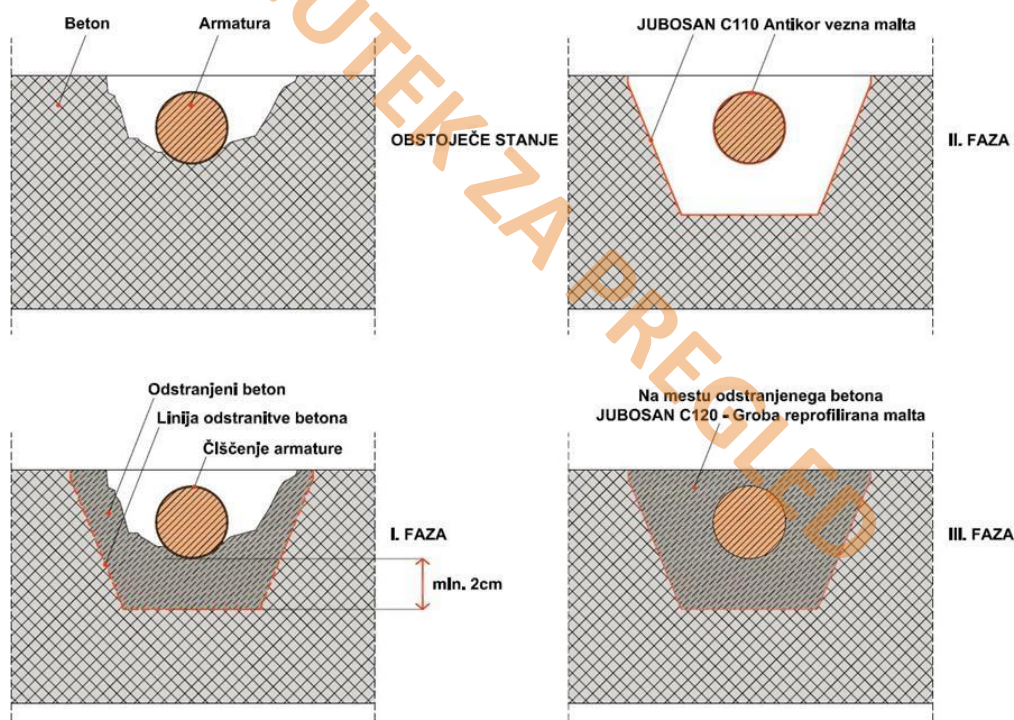 Beton
Armatura
OBSTOJEČE STANJE
JUBOSAN C110 Antikor vezna malta
II. FAZA
Odstranjeni beton
Linija odstranitve betona
Čiščenje armature
I. FAZA
min. 2cm
Na mestu odstranjenega betona
JUBOSAN C120 - Groba reprofilirana malta
III. FAZA
ZA PREGLED